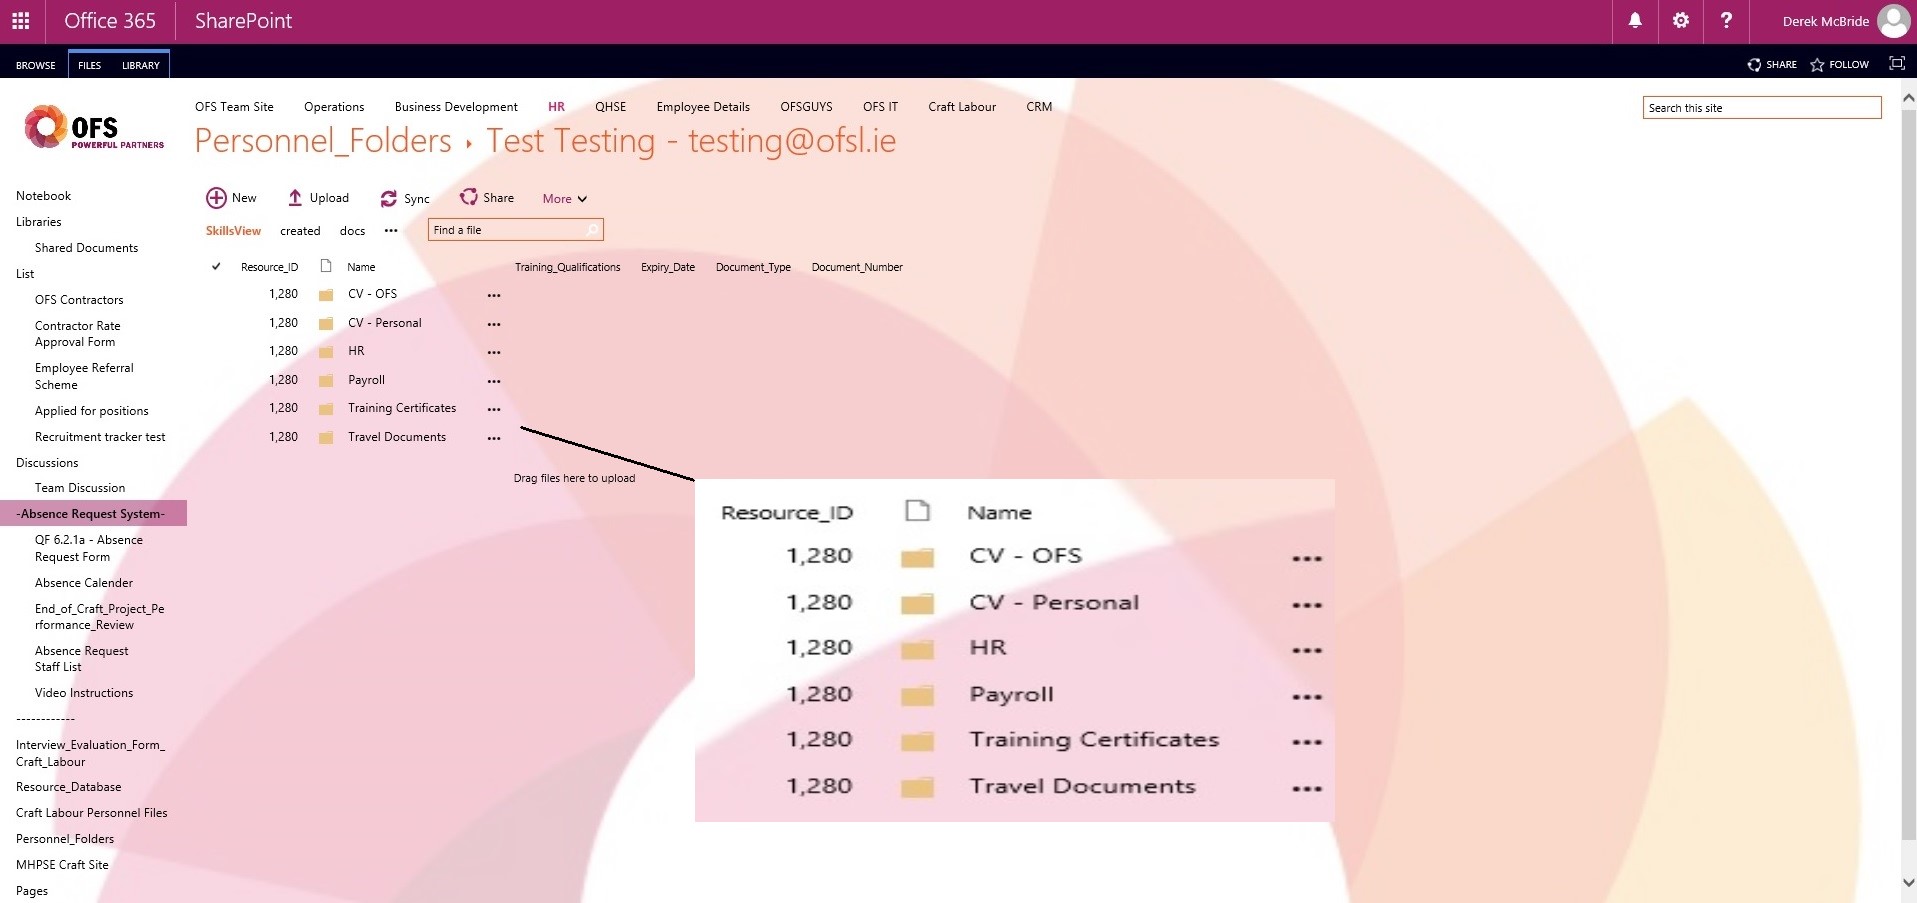 Office 365 SharePoint Derek McBride
BROWSE FILES LIBRARY SHARE FOLLOW
OFS
POWERFUL PARTNERS
OFS Team Site Operations Business Development HR QHSE Employee Details OFSGUYS OFS IT Craft Labour CRM
Search this site
Personnel_Folders Test Testing - testing@ofsl.ie
Notebook
Libraries
Shared Documents
List
OFS Contractors
Contractor Rate
Approval Form
Employee Referral
Scheme
Applied for positions
Recruitment tracker test
Discussions
Team Discussion
-Absence Request System-
QF 6.2.1a - Absence
Request Form
Absence Calender
End_of_Craft_Project_Pe
rformance_Review
Absence Request
Staff List
Video Instructions
------------
Interview_Evaluation_Form_
Craft_Labour
Resource_Database
Craft Labour Personnel Files
Personnel_Folders
MHPSE Craft Site
Pages
New Upload Sync Share More
SkillsView created docs ••• Find a file
Resource_ID Name Training_Qualifications Expiry_Date Document_Type Document_Number
1,280 CV - OFS •••
1,280 CV - Personal •••
1,280 HR •••
1,280 Payroll •••
1,280 Training Certificates •••
1,280 Travel Documents •••
Drag files here to upload
Resource_ID Name
1,280 CV - OFS •••
1,280 CV - Personal •••
1,280 HR •••
1,280 Payroll •••
1,280 Training Certificates •••
1,280 Travel Documents •••